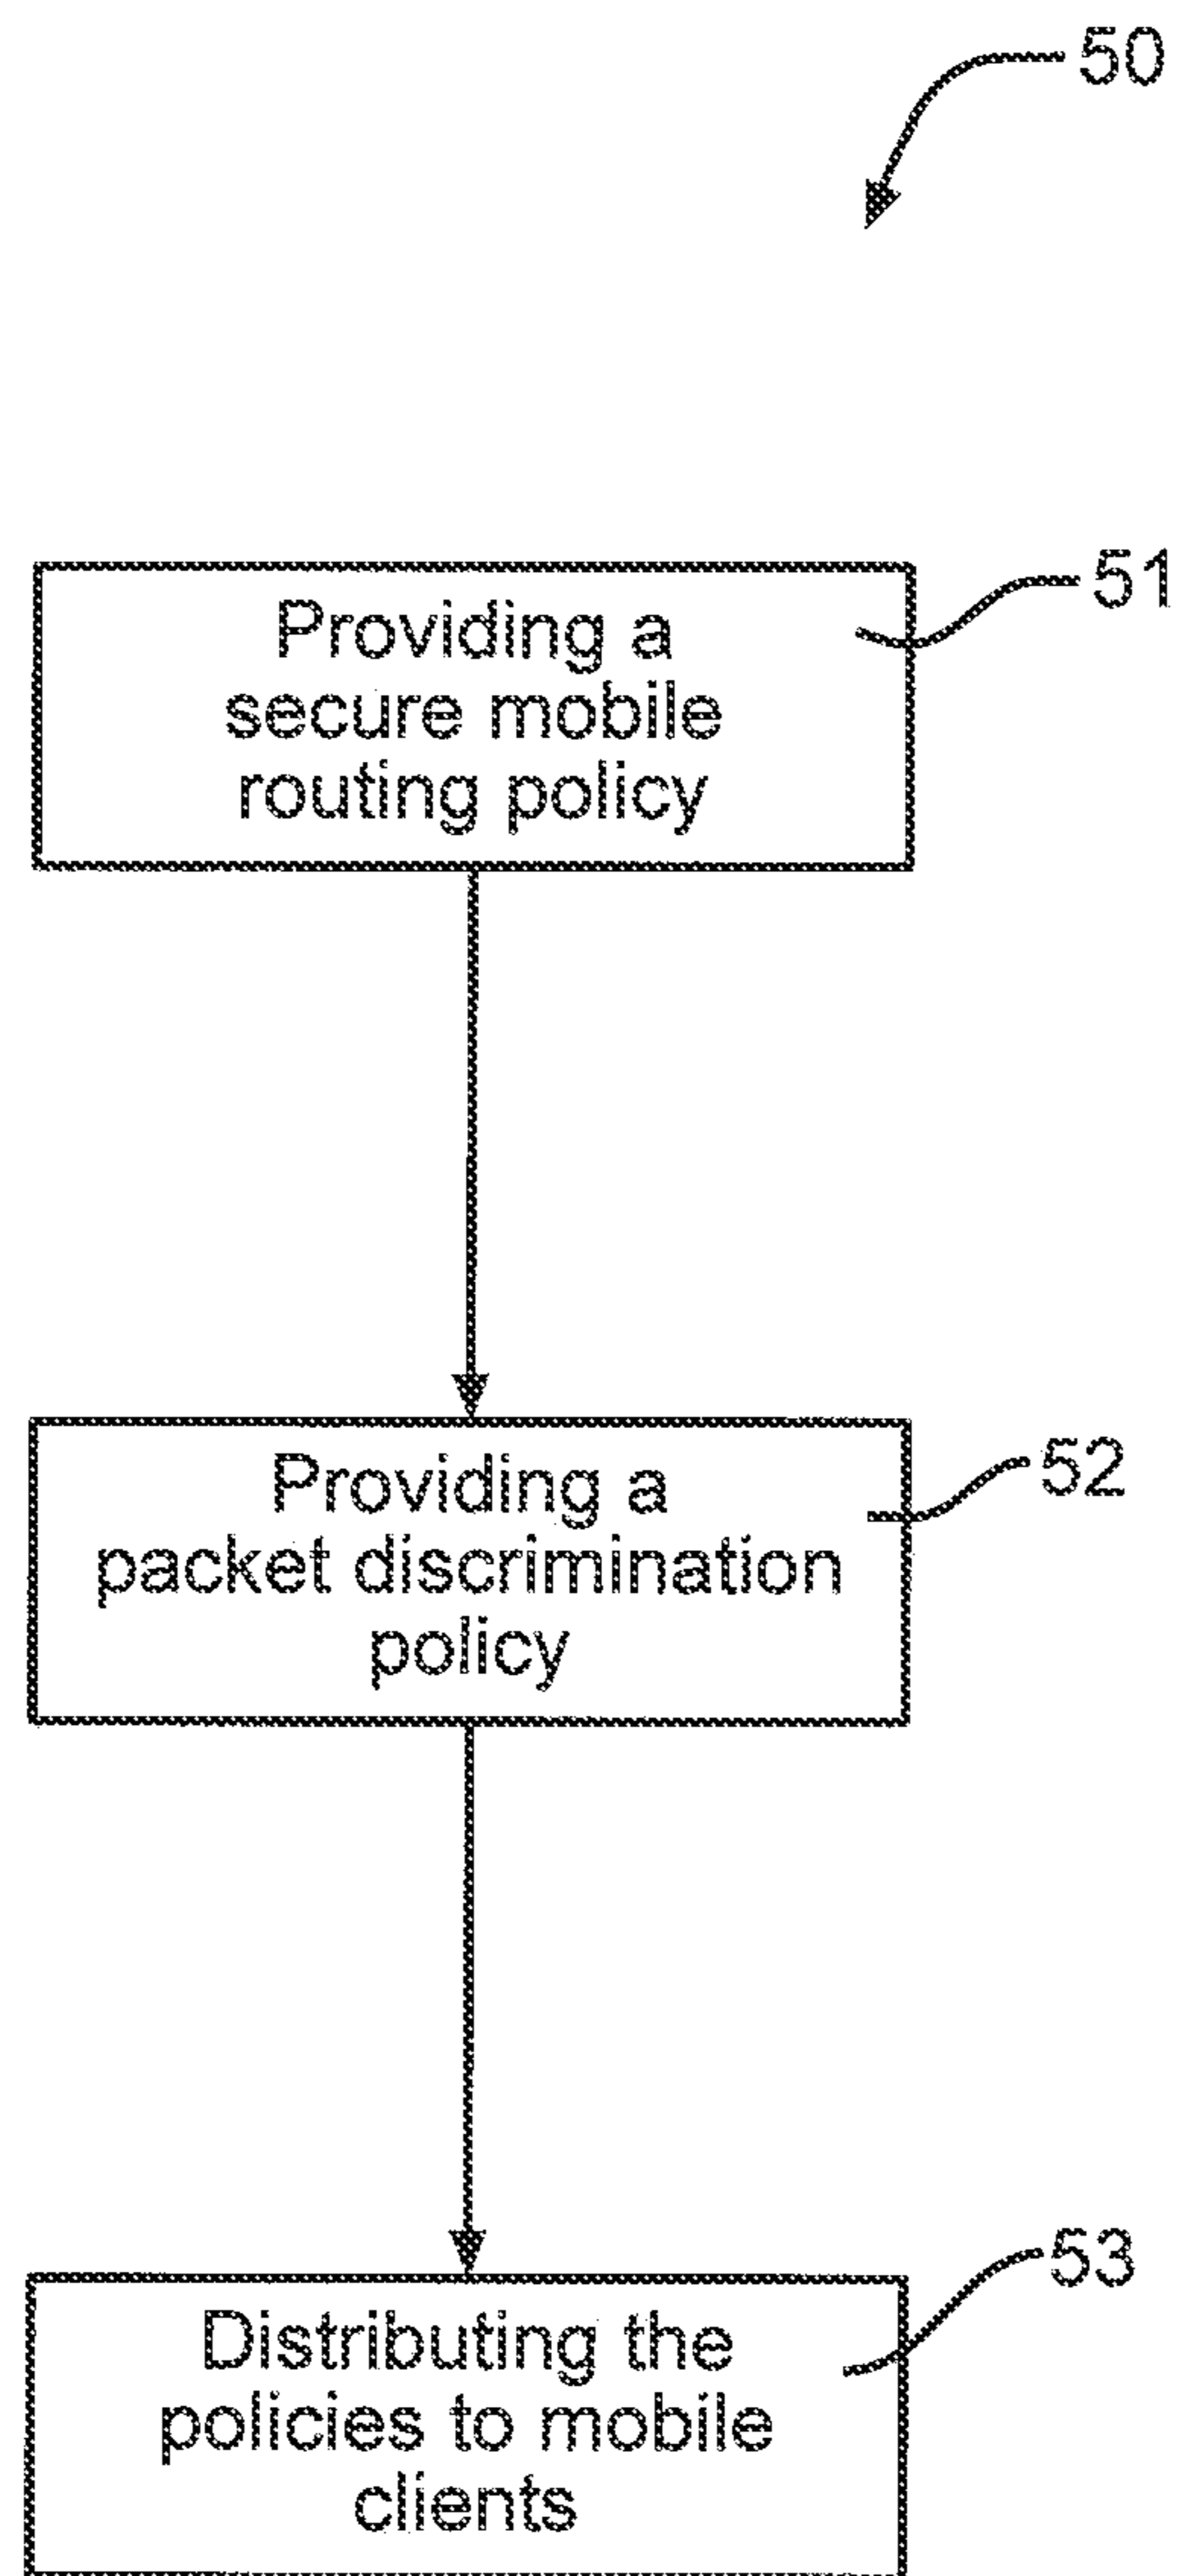 50
51
Providing a
secure mobile
routing policy
52
Providing a
packet discrimination
policy
53
Distributing the
policies to mobile
clients